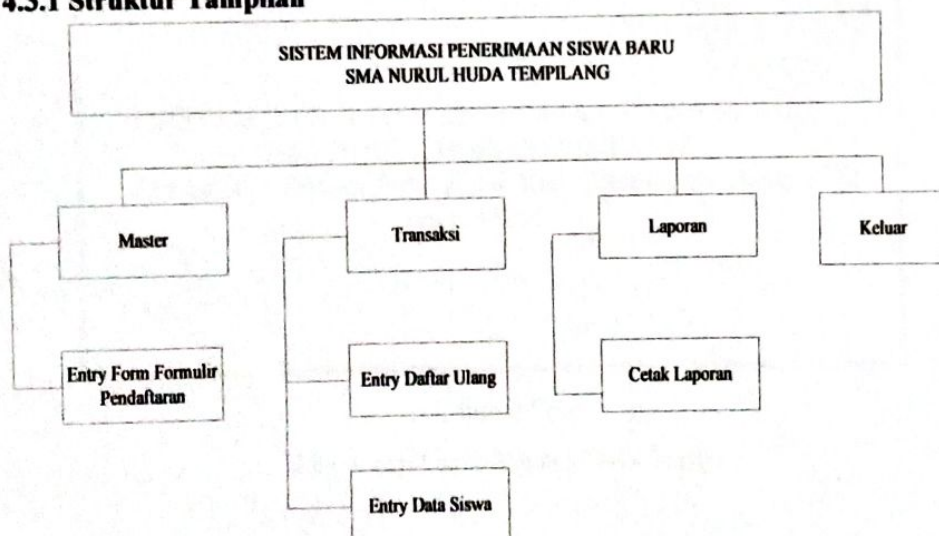 4.3.1 Struktur Tampilan
SISTEM INFORMASI PENERIMAAN SISWA BARU
SMA NURUL HUDA TEMPILANG
Master
Transaksi
Laporan
Keluar
Entry Form Formulir
Pendaftaran
Entry Daftar Ulang
Cetak Laporan
Entry Data Siswa